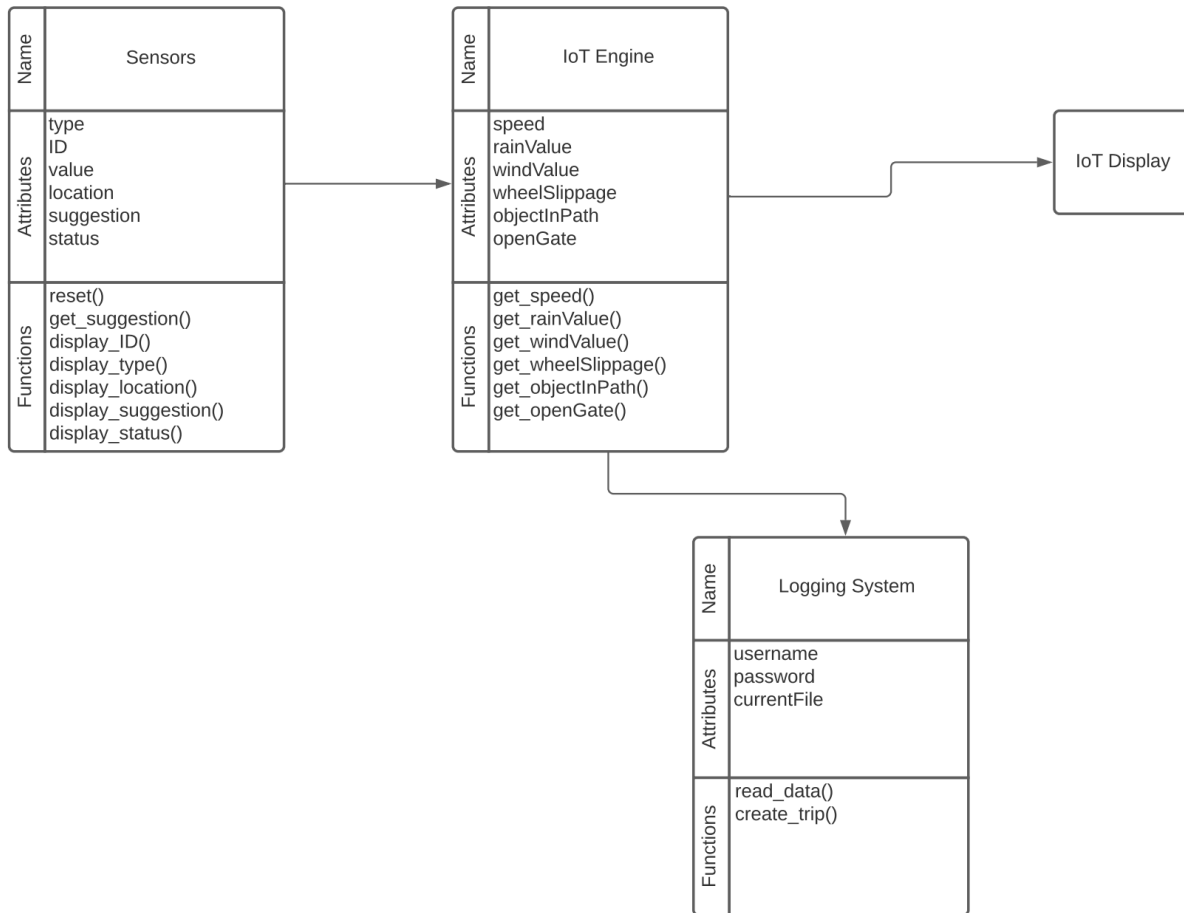 Name
Sensors
Attributes
type
ID
value
location
suggestion
status
Functions
reset()
get_suggestion()
display_ID()
display_type()
display_location()
display_suggestion()
display_status()
Name
IoT Engine
Attributes
speed
rainValue
windValue
wheelSlippage
objectInPath
openGate
Functions
get_speed()
get_rainValue()
get_windValue()
get_wheelSlippage()
get_objectInPath()
get_openGate()
IoT Display
Name
Logging System
Attributes
username
password
currentFile
Functions
read_data()
create_trip()